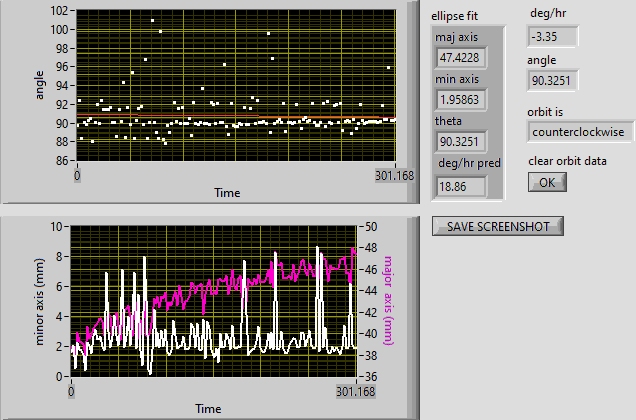 102
100
98
96
94
92
90
88
86
angle
0
301.168
Time
ellipse fit
maj axis
47.4228
min axis
1.95863
theta
90.3251
deg/hr pred
18.86
deg/hr
-3.35
angle
90.3251
orbit is
counterclockwise
clear orbit data
OK
SAVE SCREENSHOT
10
8
6
4
2
0
minor axis (mm)
50
48
46
44
42
40
38
36
major axis (mm)
0
301.168
Time